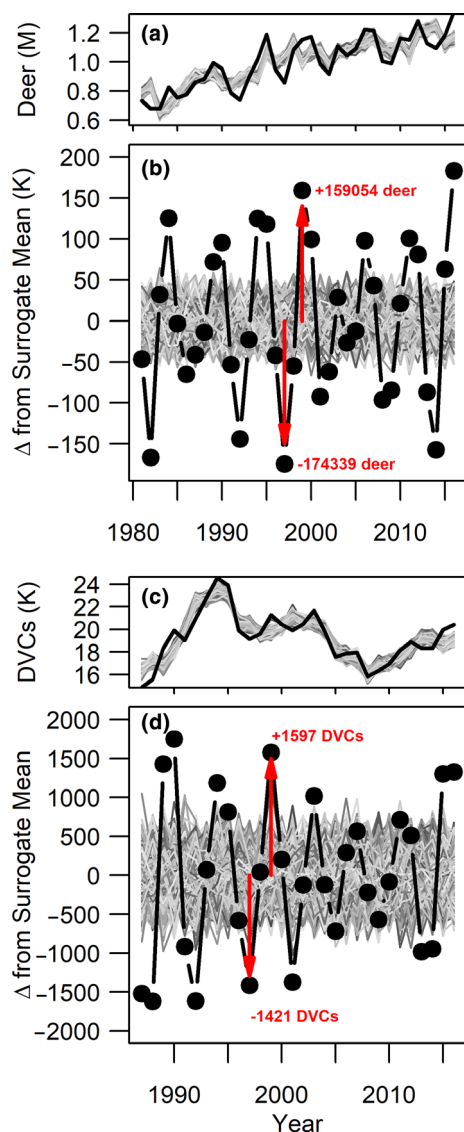 (a)
Deer (M)
1.2
1.0
0.8
0.6
(b)
Δ from Surrogate Mean (K)
200
150
100
50
0
−50
−100
−150
+159054 deer
-174339 deer
1980 1990 2000 2010
(c)
DVCs (K)
24
22
20
18
16
(d)
Δ from Surrogate Mean
2000
1500
1000
500
0
−500
−1000
−1500
−2000
+1597 DVCs
-1421 DVCs
1990 2000 2010
Year